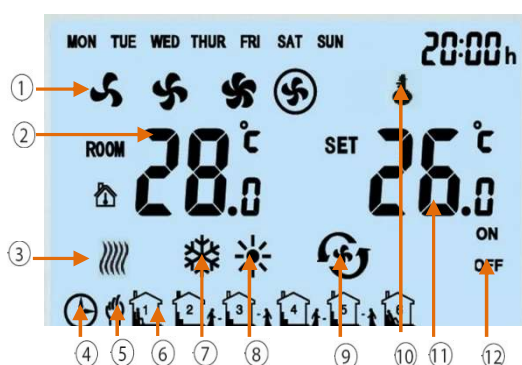 MON TUE WED THUR FRI SAT SUN 20:00h
①
② ROOM 28.0°C SET 26.0°C
③ ON
OFF
1 2 3 4 5 6
④ ⑤ ⑥ ⑦ ⑧ ⑨ ⑩ ⑪ ⑫